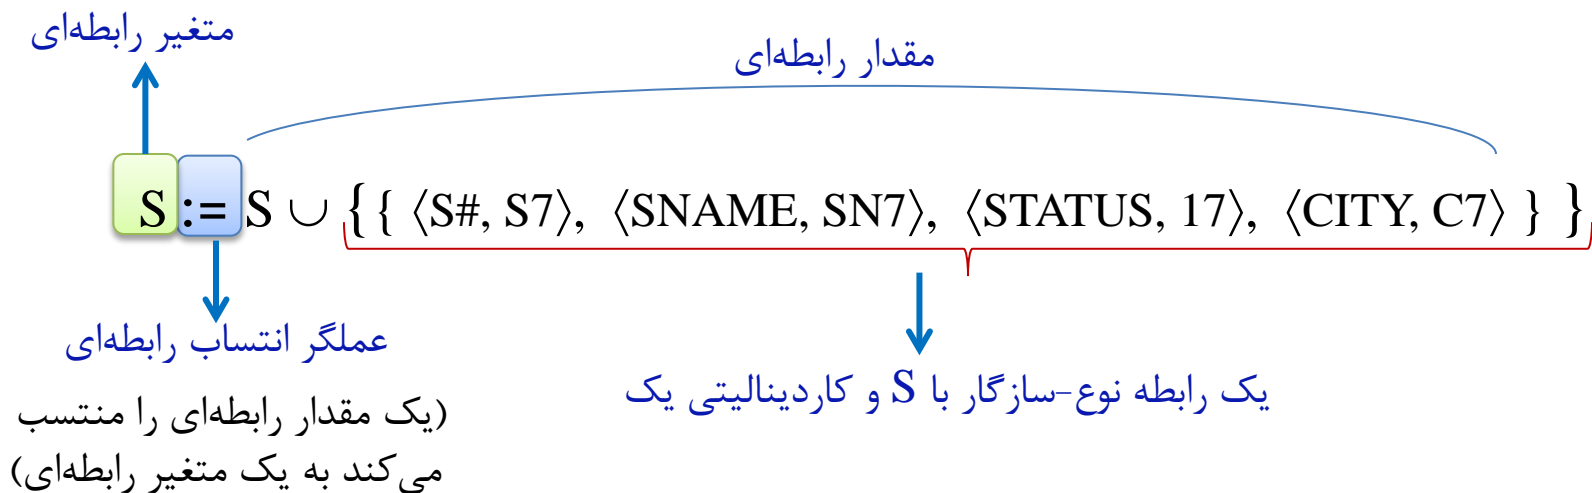 متغیر رابطه‌ای
مقدار رابطه‌ای
S := S ∪ { { ⟨S#, S7⟩, ⟨SNAME, SN7⟩, ⟨STATUS, 17⟩, ⟨CITY, C7⟩ } }
عملگر انتساب رابطه‌ای
(یک مقدار رابطه‌ای را منتسب
می‌کند به یک متغیر رابطه‌ای)
یک رابطه نوع-سازگار با S و کاردینالیتی یک